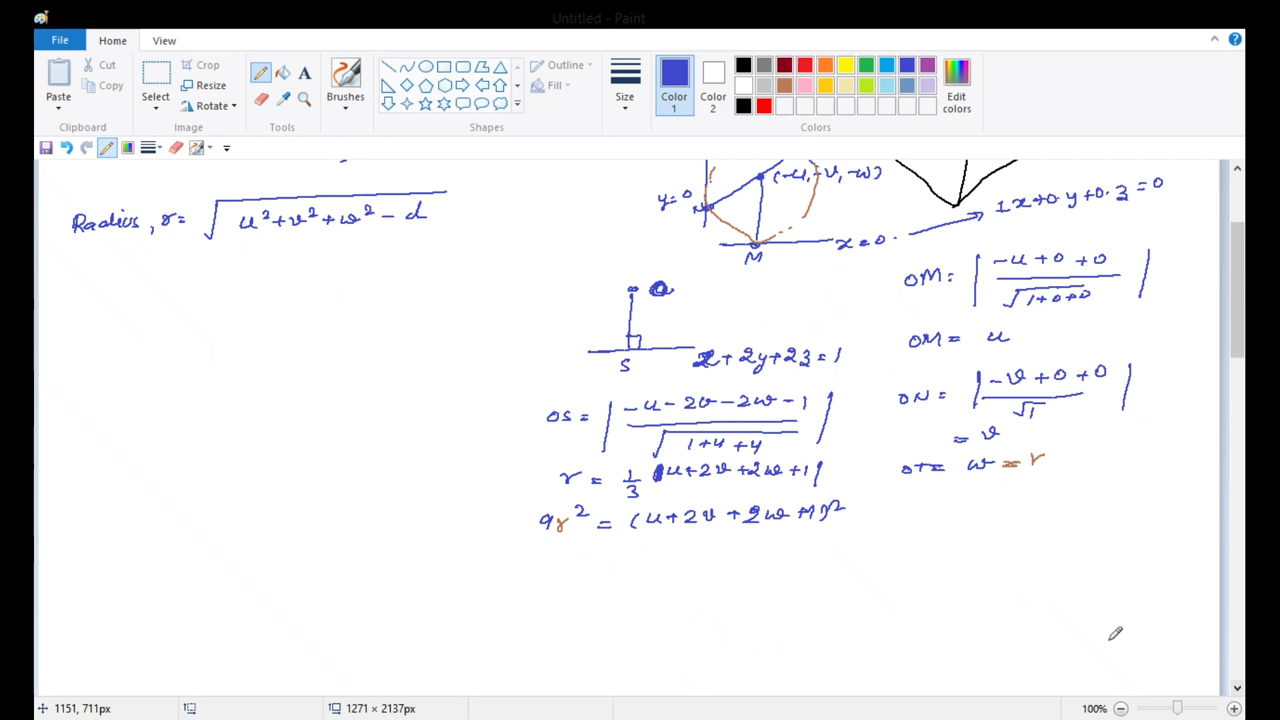 Untitled - Paint
File Home View
Paste Cut Copy Select Crop Resize Rotate Brushes Outline Fill Size Color 1 Color 2 Edit colors
Clipboard Image Tools Shapes Colors
Radius, r = √(u²+v²+w² - d)
(-u, -v, -w)
y=0 N
M
x=0.
1x+0.y+0.z=0
OM = | (-u+0+0) / √(1+0+0) |
OM = u
ON = | (-v+0+0) / √1 |
= v
OT = w = r
O
S
x+2y+2z=1
OS = | (-u-2v-2w-1) / √(1+4+4) |
r = 1/3 |u+2v+2w+1|
9r² = (u+2v+2w+1)²
1151, 711px 1271 × 2137px 100%